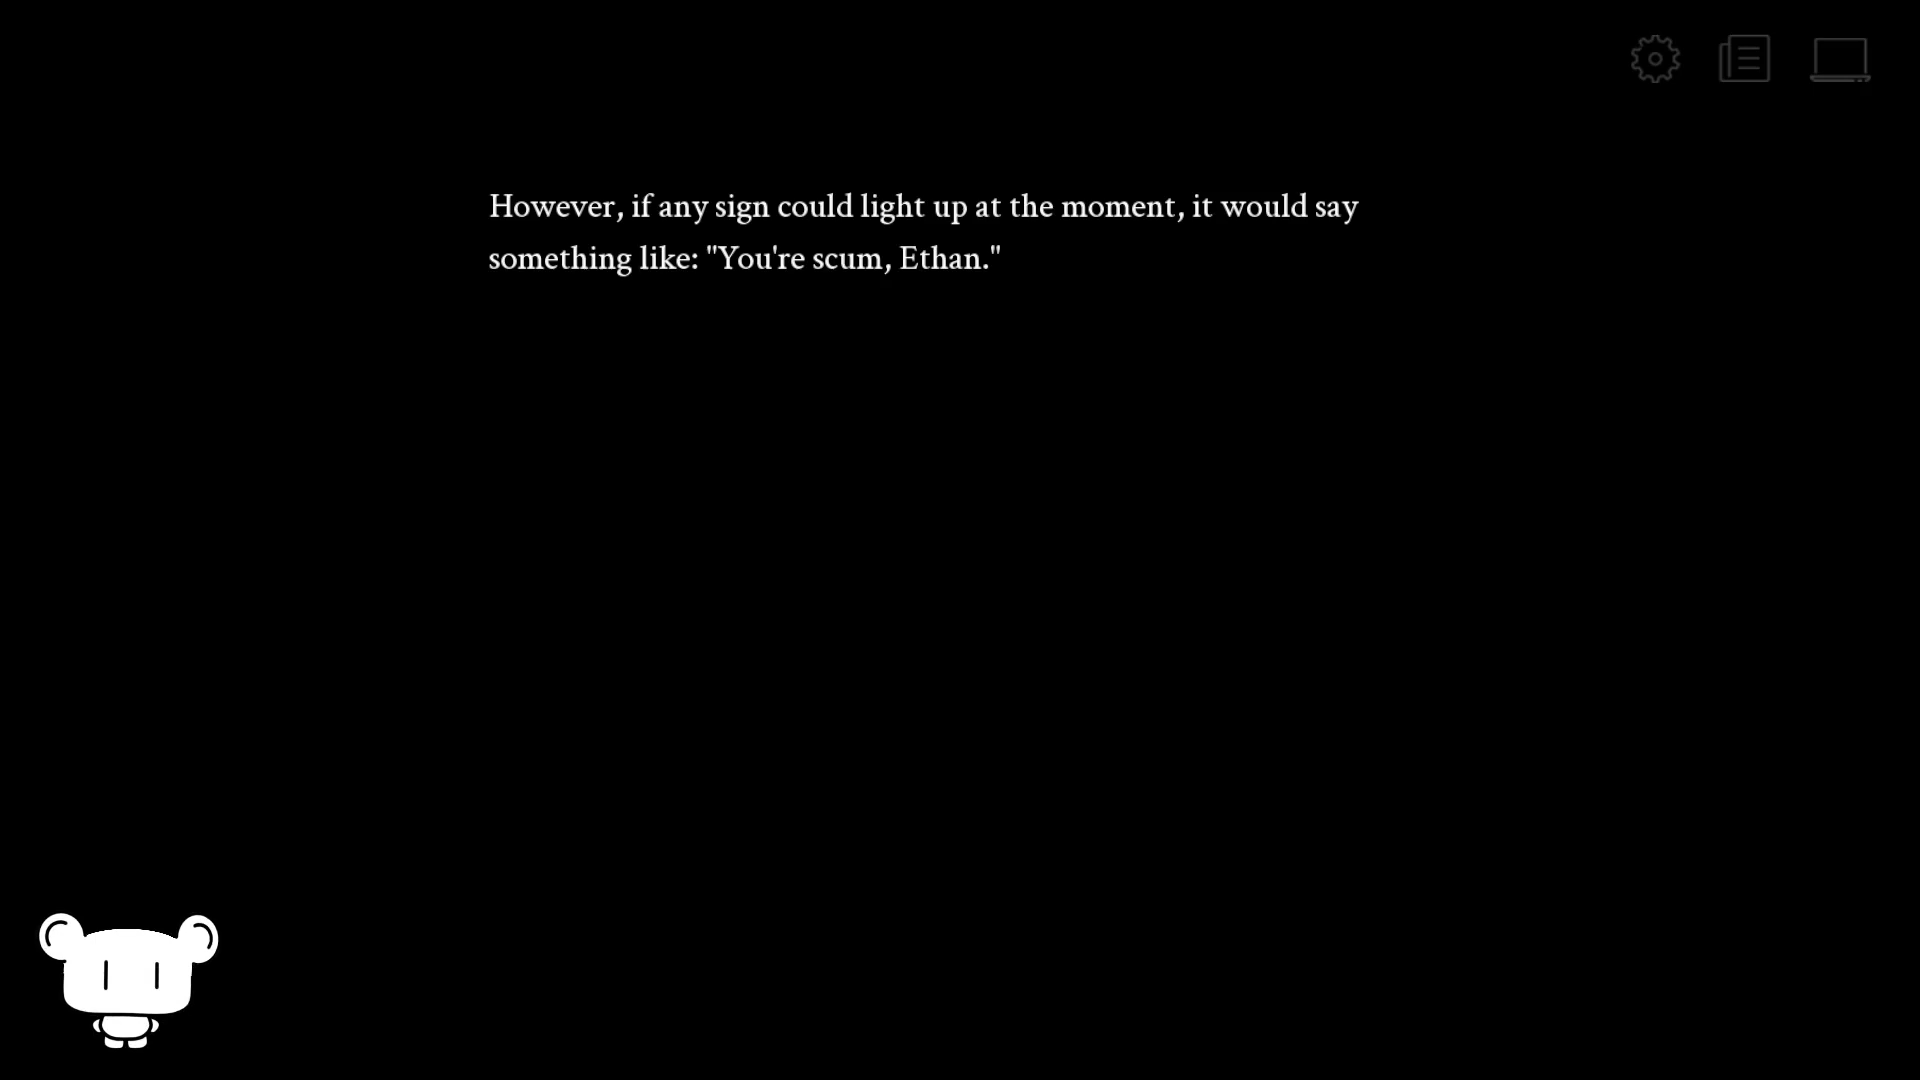 However, if any sign could light up at the moment, it would say
something like: "You're scum, Ethan."